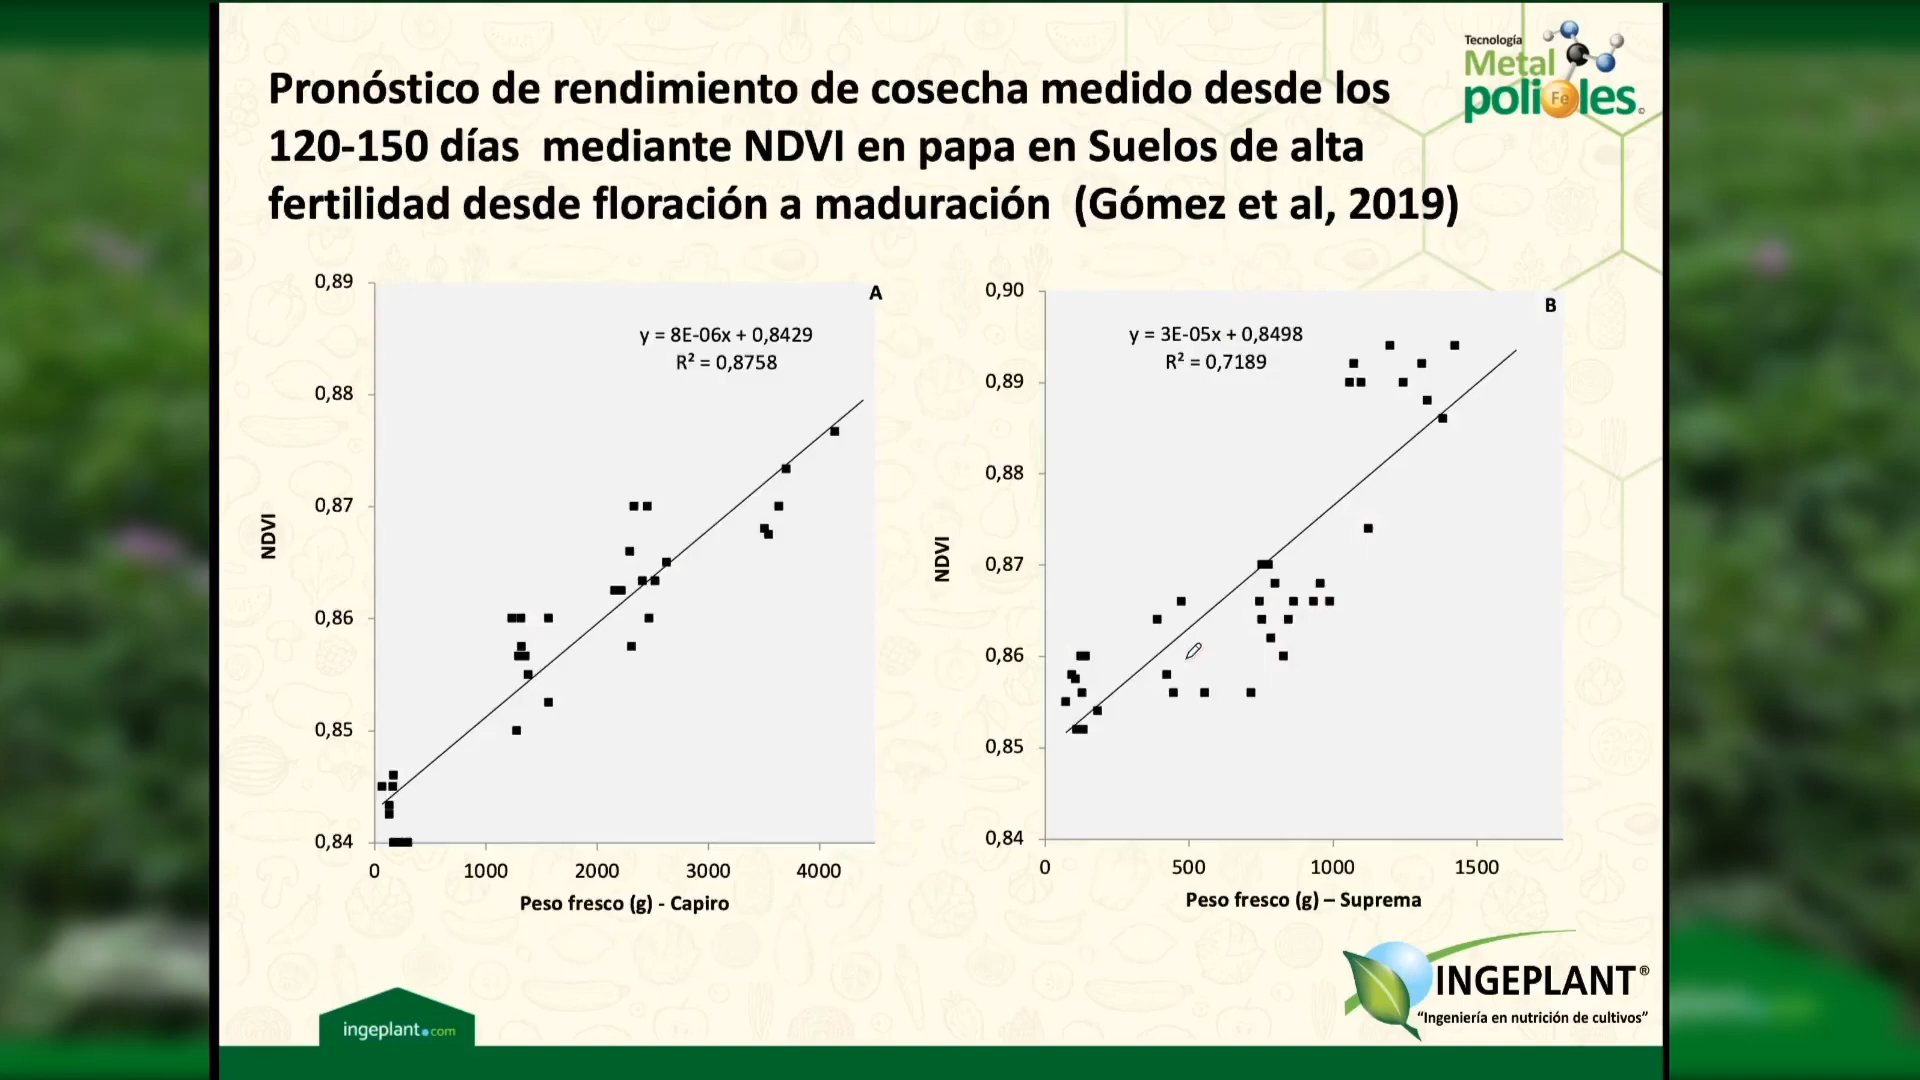 Tecnología
Metal
polifeles
Pronóstico de rendimiento de cosecha medido desde los
120-150 días mediante NDVI en papa en Suelos de alta
fertilidad desde floración a maduración (Gómez et al, 2019)
A
y = 8E-06x + 0,8429
R² = 0,8758
0,89
0,88
0,87
0,86
0,85
0,84
NDVI
0 1000 2000 3000 4000
Peso fresco (g) - Capiro
B
y = 3E-05x + 0,8498
R² = 0,7189
0,90
0,89
0,88
0,87
0,86
0,85
0,84
NDVI
0 500 1000 1500
Peso fresco (g) – Suprema
ingeplant.com
INGEPLANT®
“Ingeniería en nutrición de cultivos”